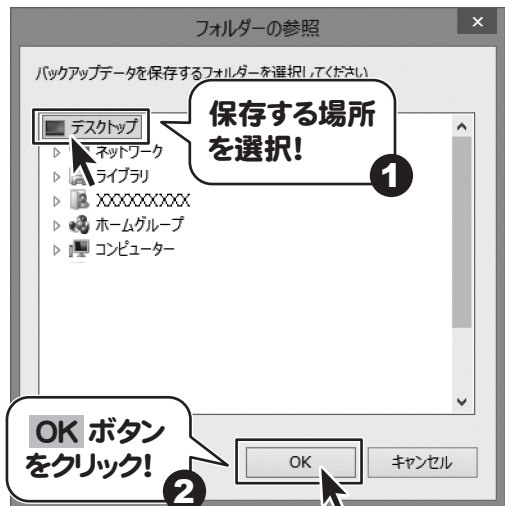 フォルダーの参照
×
バックアップデータを保存するフォルダーを選択してください
デスクトップ
ネットワーク
ライブラリ
XXXXXXXXX
ホームグループ
コンピューター
保存する場所
を選択!
1
OK ボタン
をクリック!
2
OK
キャンセル